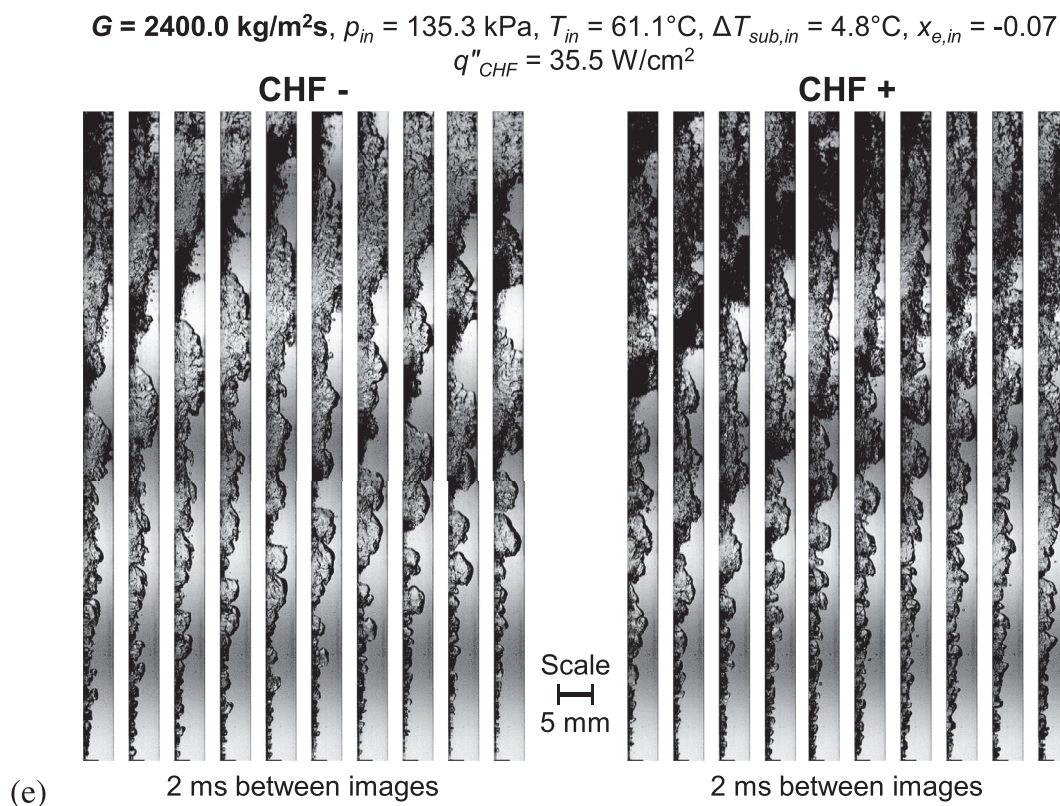 G = 2400.0 kg/m²s, p_in = 135.3 kPa, T_in = 61.1°C, ΔT_sub,in = 4.8°C, x_e,in = -0.07
q″_CHF = 35.5 W/cm²
CHF -
CHF +
Scale
5 mm
(e)
2 ms between images
2 ms between images